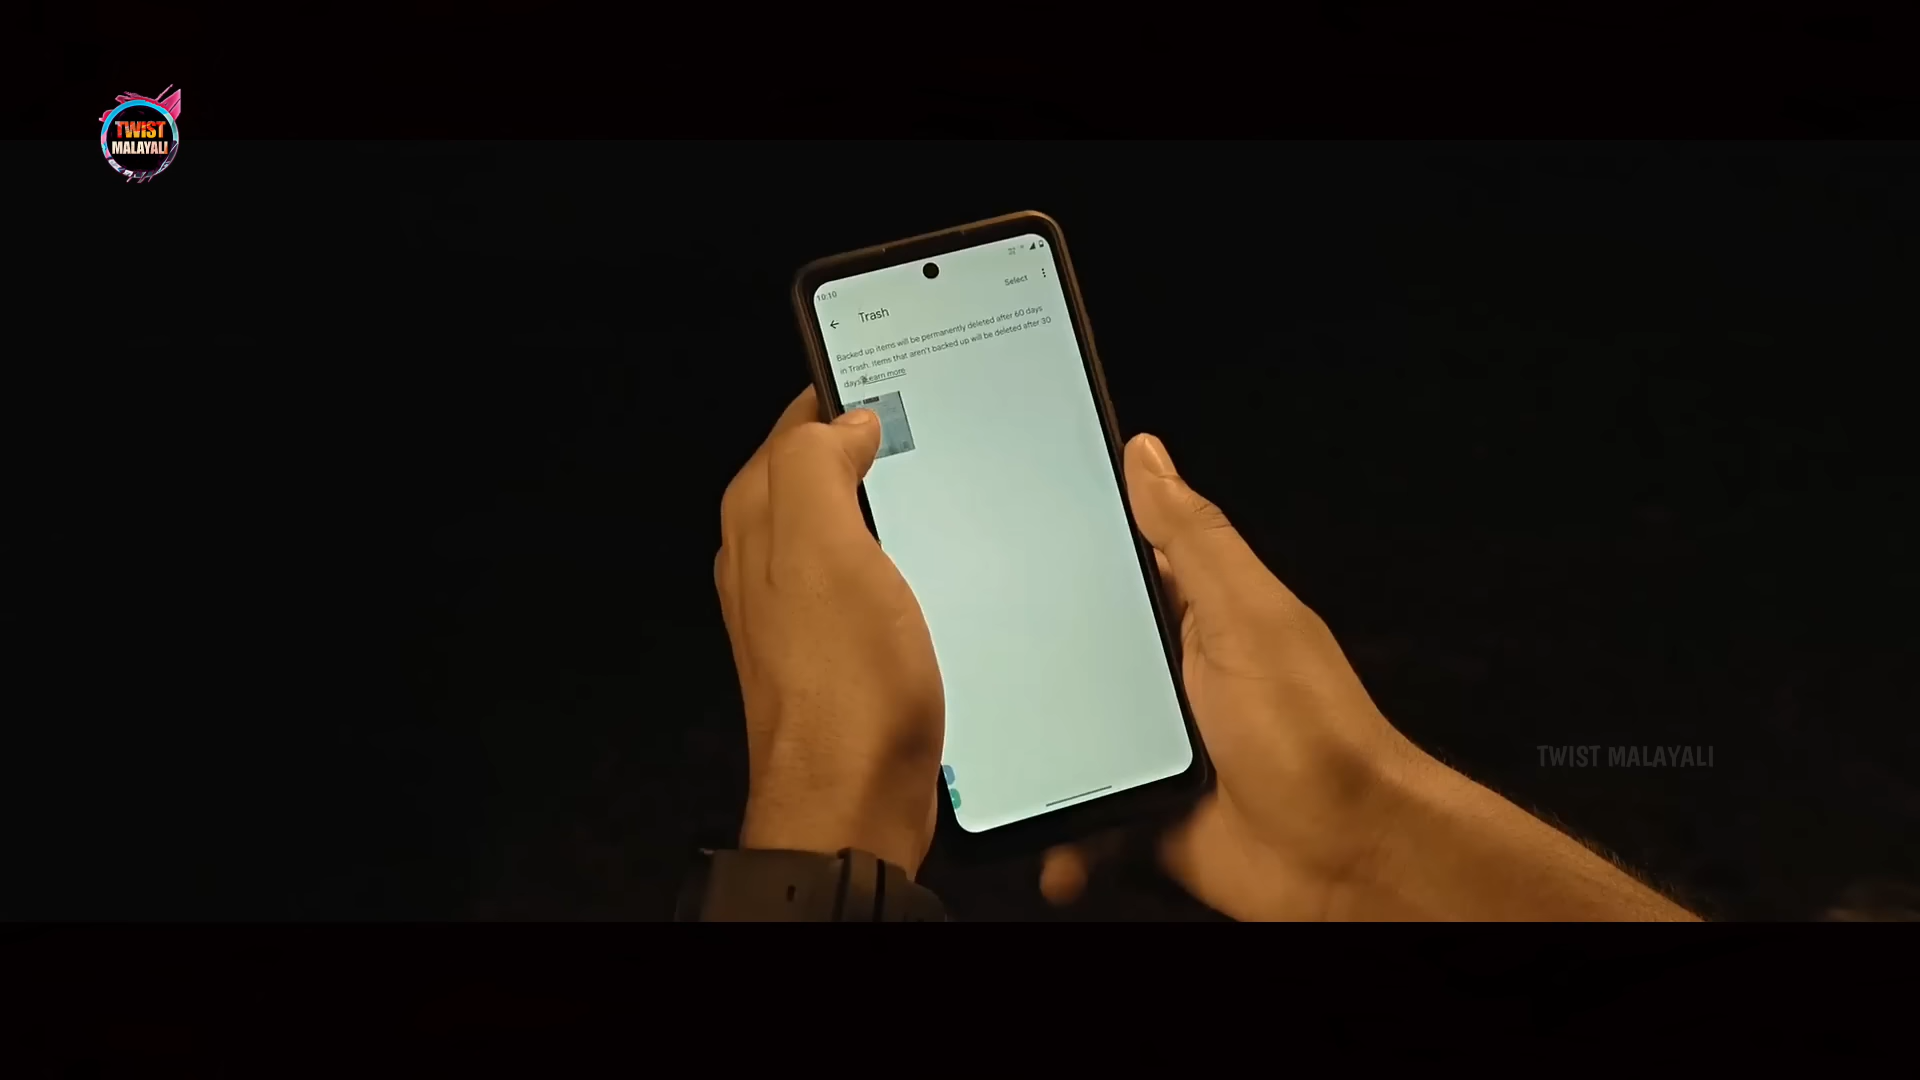 TWIST
MALAYALI
10:10
Select
Trash
Backed up items will be permanently deleted after 60 days
in Trash. Items that aren't backed up will be deleted after 30
days. Learn more
TWIST MALAYALI